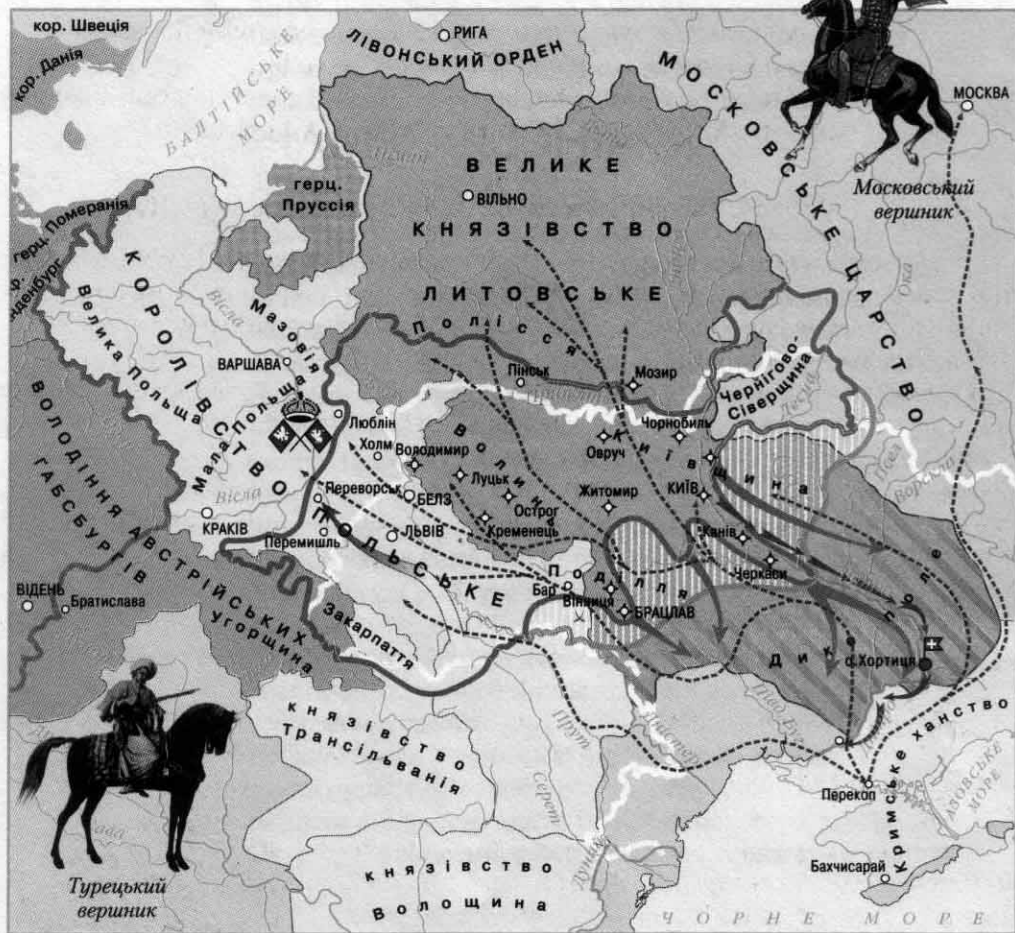 кор. Швеція
кор. Данія
БАЛТІЙСЬКЕ
МОРЕ
РИГА
ЛІВОНСЬКИЙ ОРДЕН
МОСКОВСЬКЕ ЦАРСТВО
МОСКВА
Московський
вершник
Ока
герц.
Пруссія
герц. Померанія
ВЕЛИКЕ
ВІЛЬНО
КНЯЗІВСТВО
ЛИТОВСЬКЕ
КОРОЛІВСТВО
ПОЛЬСЬКЕ
Велика Польща
Мала Польща
Мазовія
Вісла
ВАРШАВА
Полісся
Пінськ
Мозир
Чернігово-
Сіверщина
Десна
Люблін
Холм
Володимир
Волинь
Луцьк
Острог
Кременець
Овруч
Чорнобиль
Київщина
Житомир
КИЇВ
Ворскла
Вісла
КРАКІВ
Переворськ
Перемишль
БЕЛЗ
ЛЬВІВ
Поділля
Бар
Вінниця
БРАЦЛАВ
Канів
Черкаси
Дике поле
о.Хортиця
ВОЛОДІННЯ АВСТРІЙСЬКИХ
ГАБСБУРГІВ
ВІДЕНЬ
Братислава
Угорщина
Закарпаття
князівство
Трансільванія
Прут
Серет
Дністер
Дунай
князівство
Волощина
Перекоп
Кримське ханство
АЗОВСЬКЕ
МОРЕ
Бахчисарай
ЧОРНЕ МОРЕ
Турецький
вершник